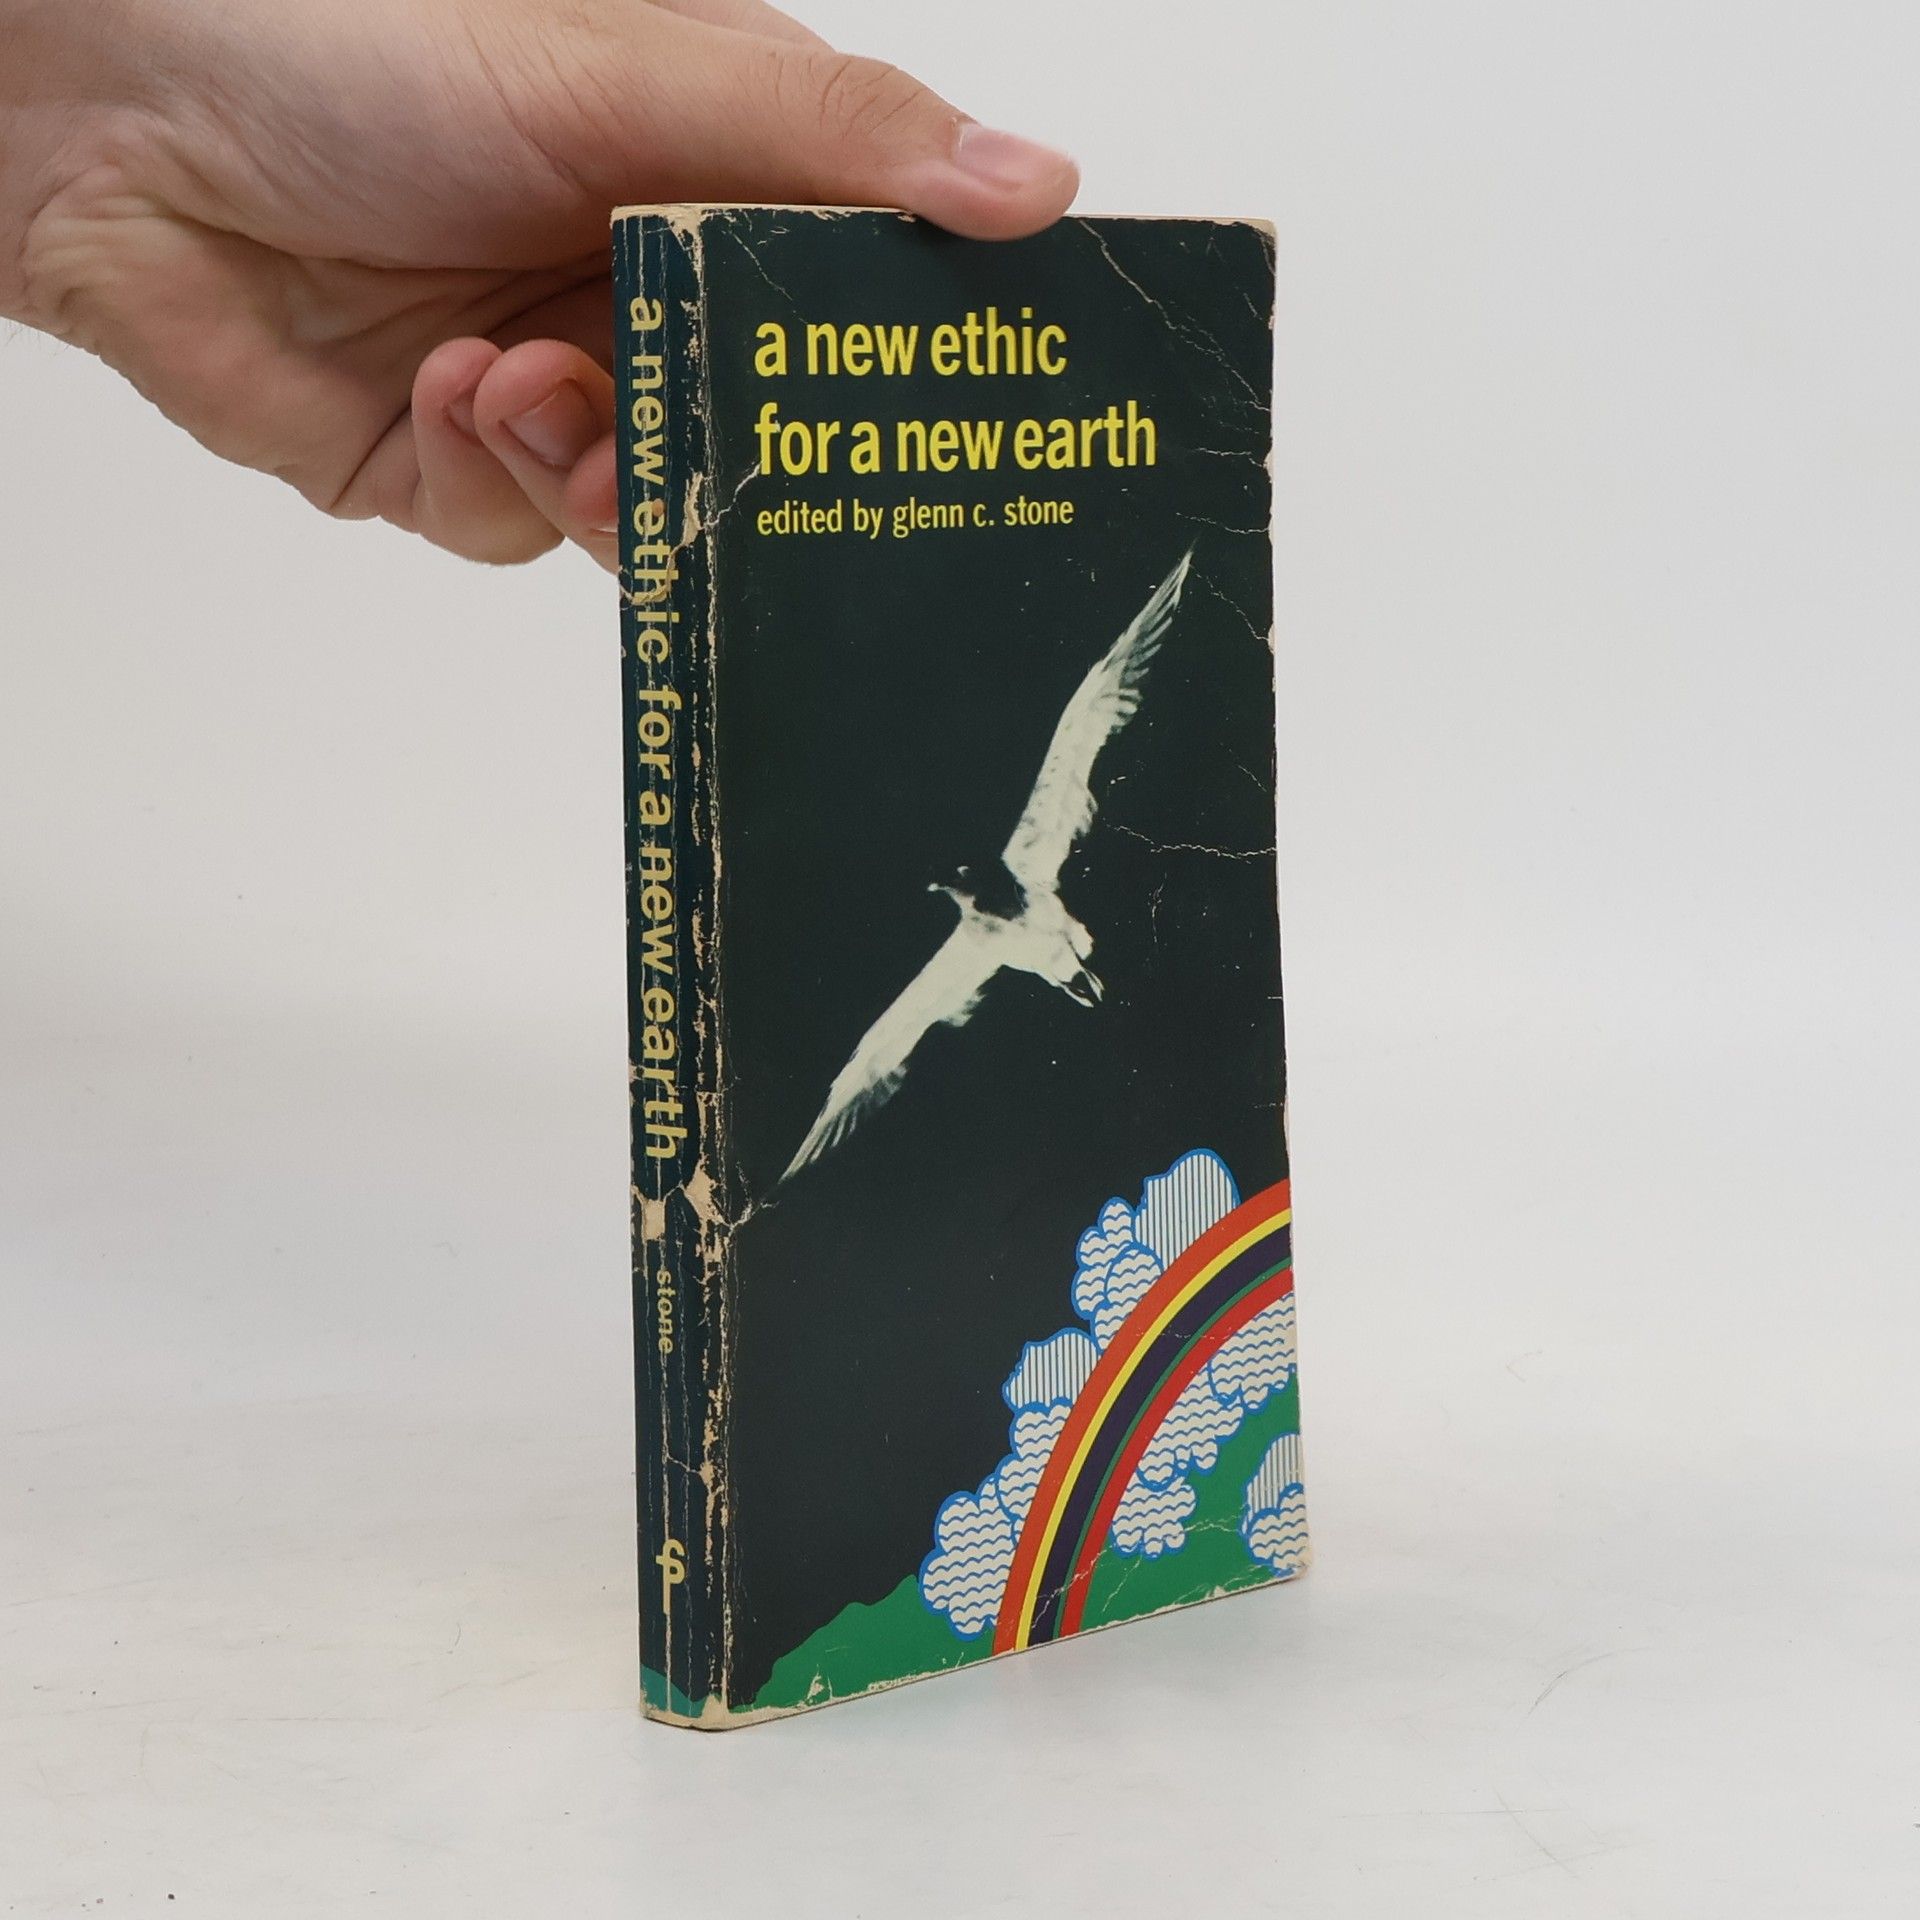 a new ethic
for a new earth
edited by glenn c. stone
a new ethic for a new earth
stone